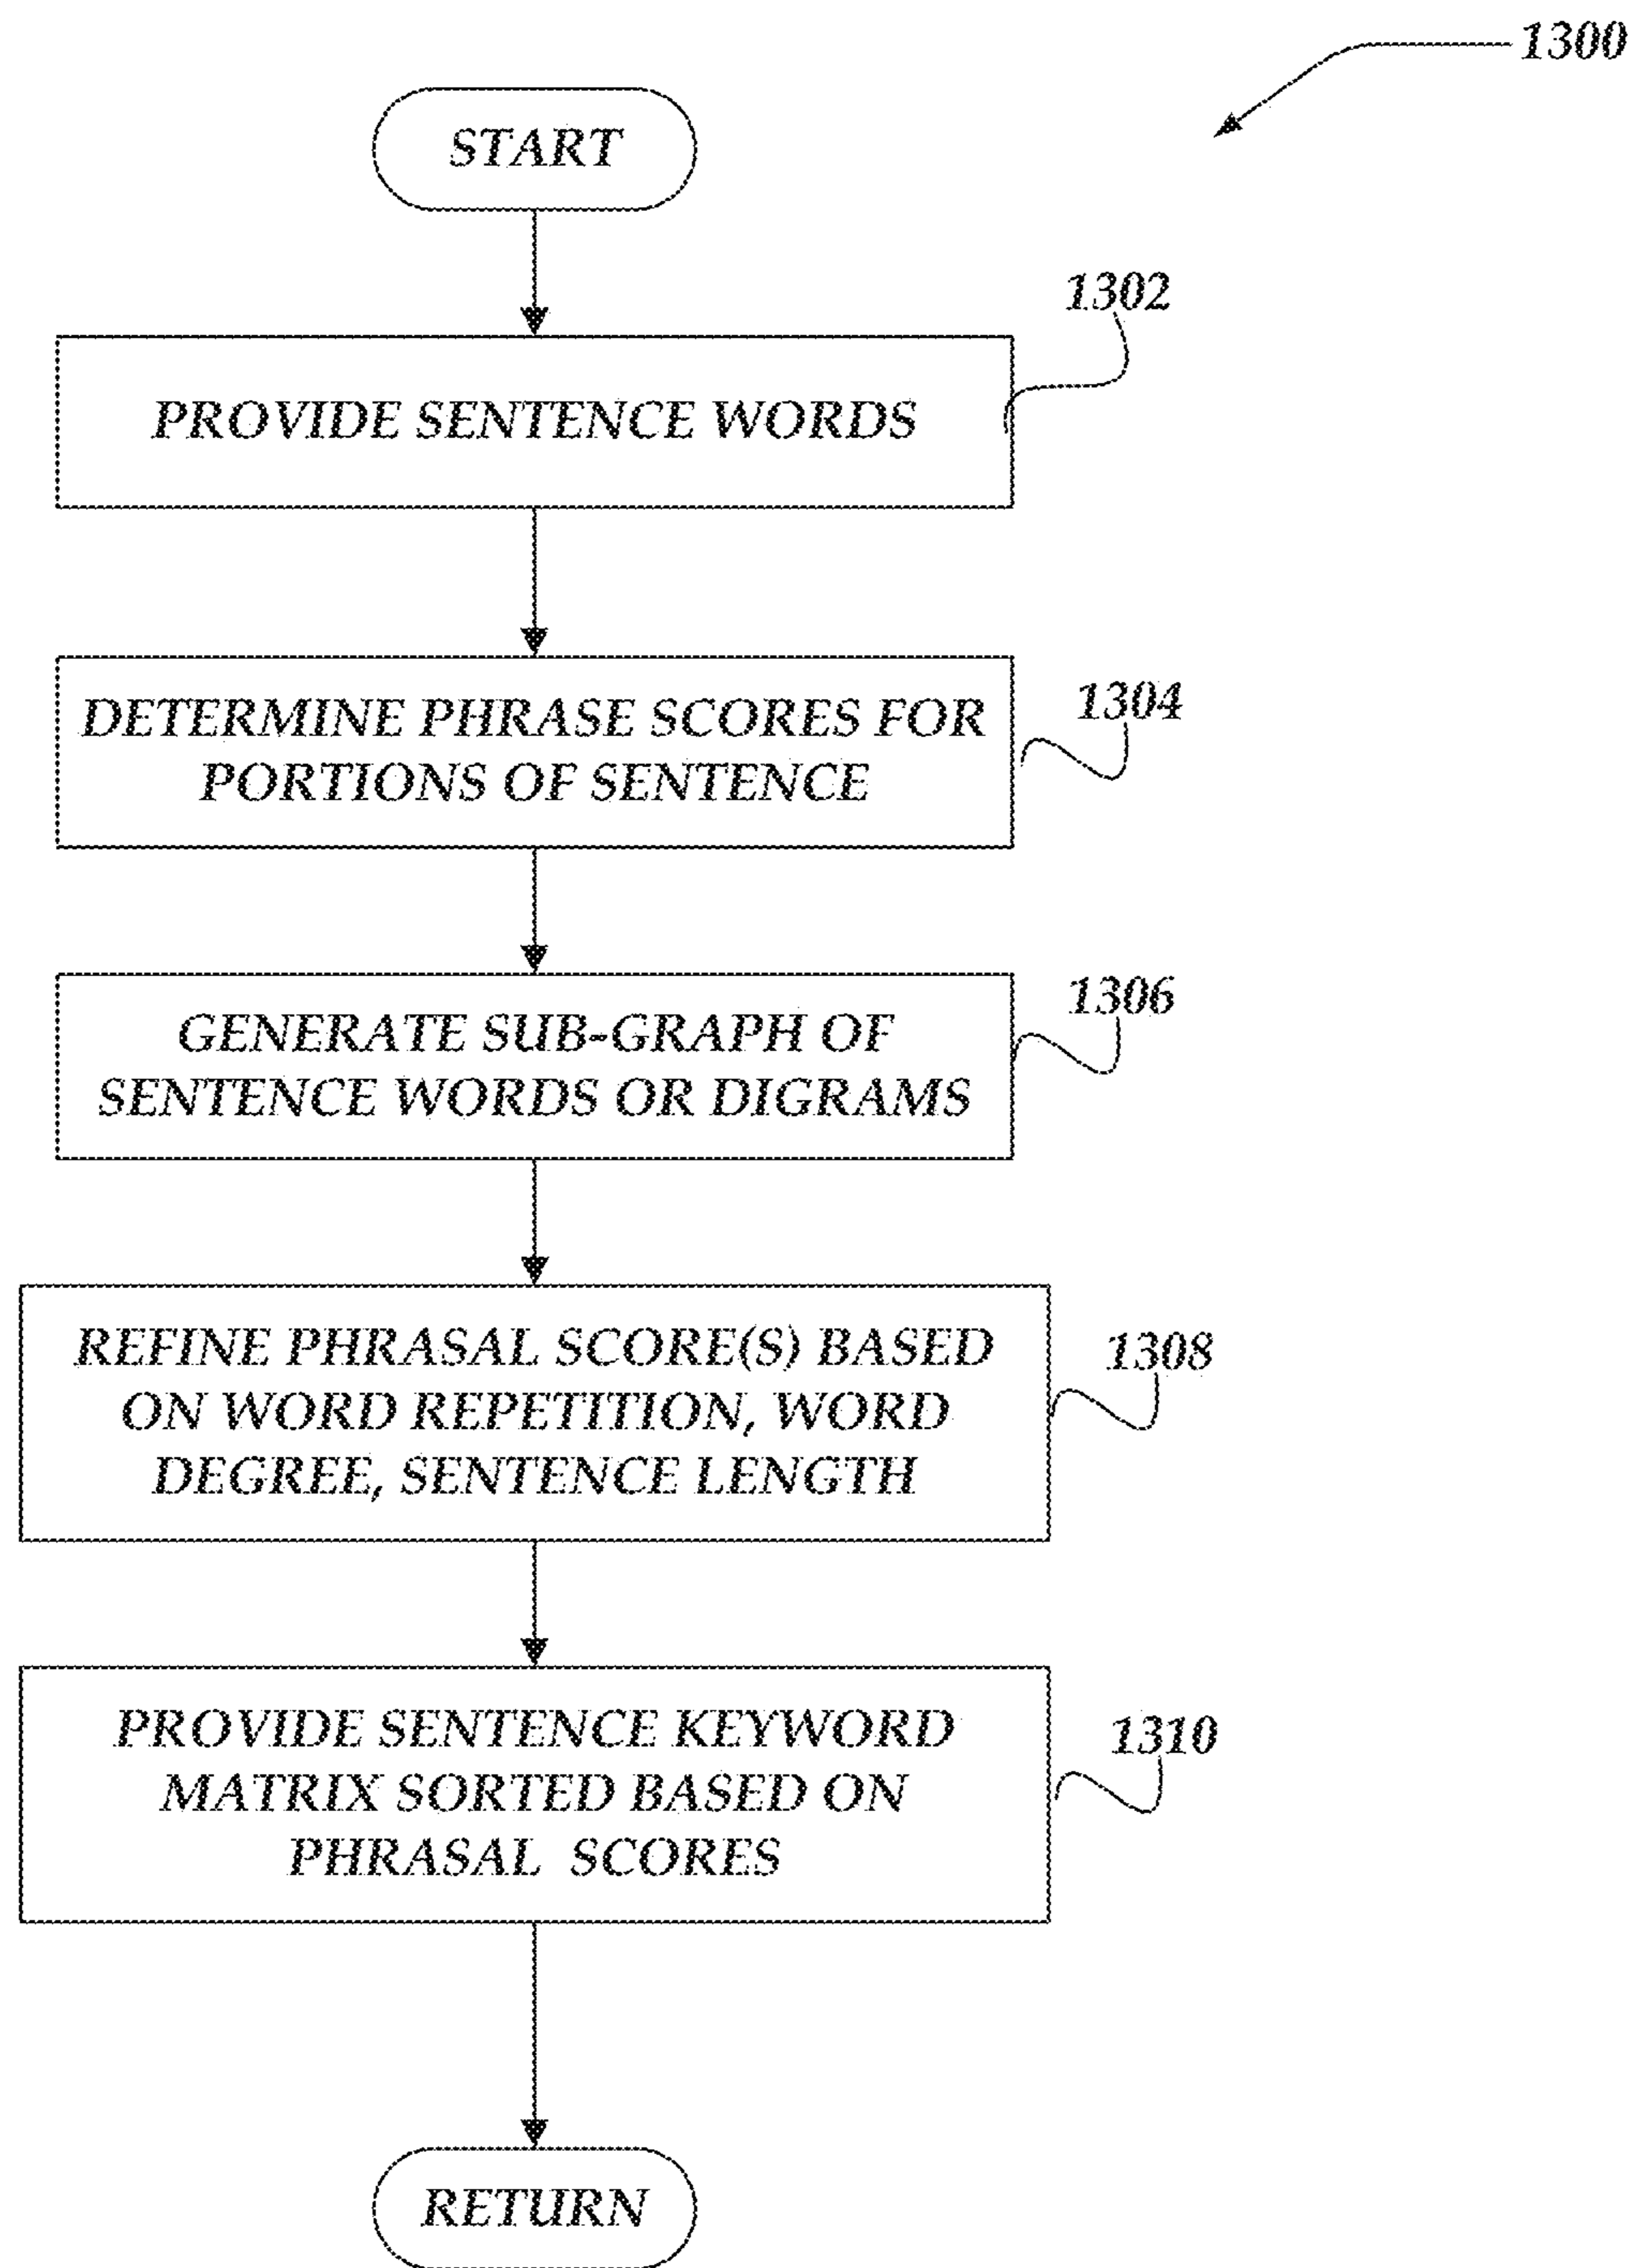 1300
START
1302
PROVIDE SENTENCE WORDS
1304
DETERMINE PHRASE SCORES FOR
PORTIONS OF SENTENCE
1306
GENERATE SUB-GRAPH OF
SENTENCE WORDS OR DIGRAMS
1308
REFINE PHRASAL SCORE(S) BASED
ON WORD REPETITION, WORD
DEGREE, SENTENCE LENGTH
1310
PROVIDE SENTENCE KEYWORD
MATRIX SORTED BASED ON
PHRASAL SCORES
RETURN